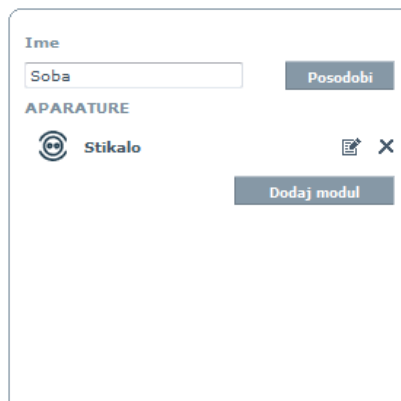 Ime
Soba Posodobi
APARATURE
Stikalo
Dodaj modul